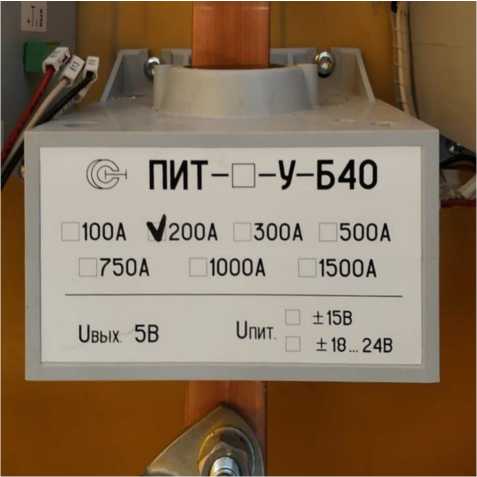 ПИТ-□-У-Б40
□100А ☑200А □300А □500А
□750А □1000А □1500А
Uвых. 5В
Uпит. □ ±15В
□ ±18...24В